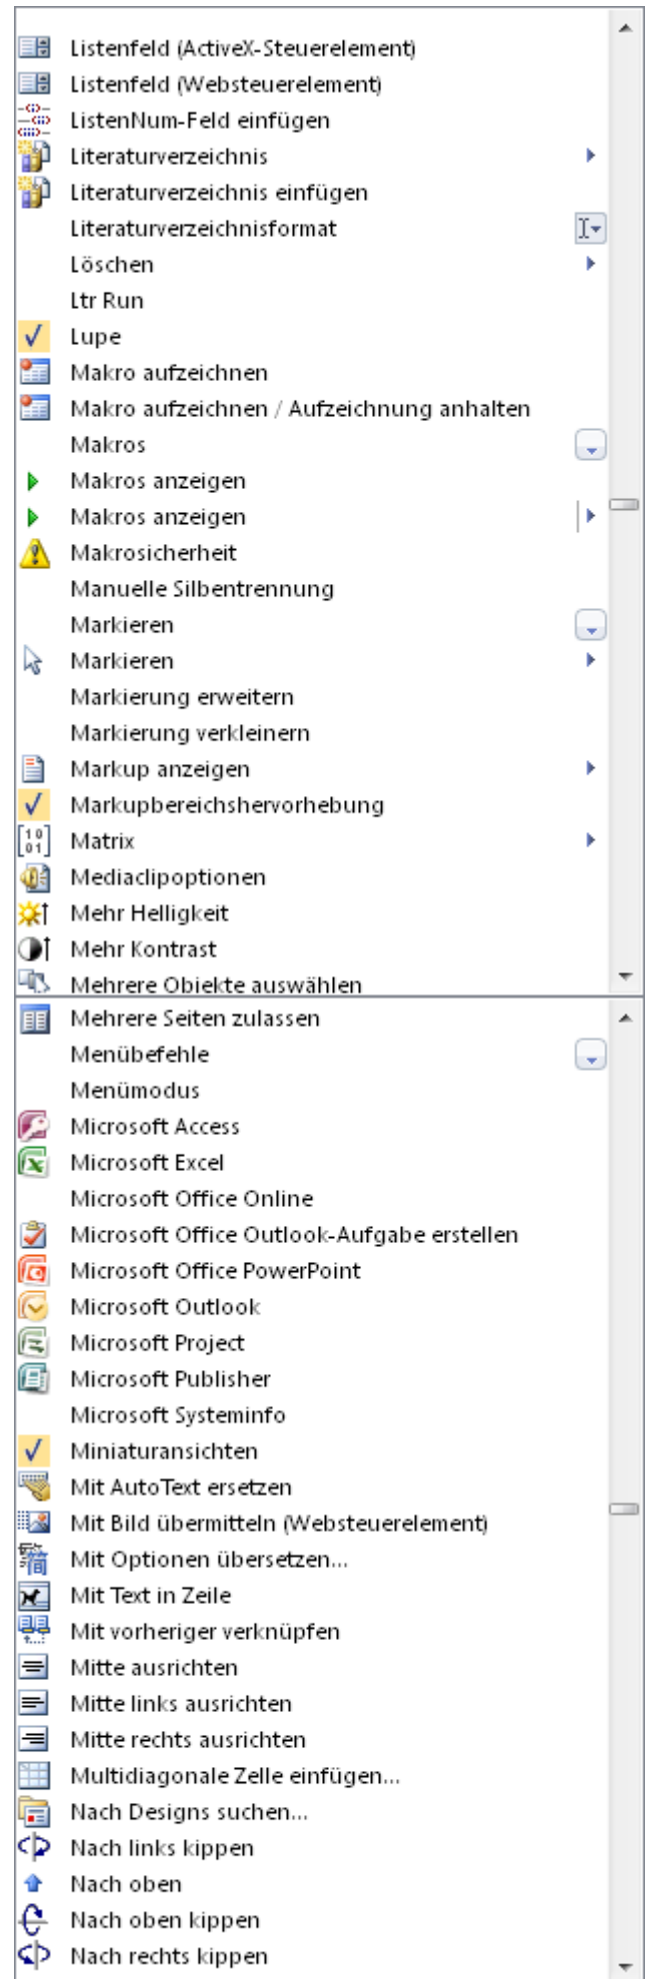 Listenfeld (ActiveX-Steuerelement)
Listenfeld (Websteuerelement)
ListenNum-Feld einfügen
Literaturverzeichnis
Literaturverzeichnis einfügen
Literaturverzeichnisformat
Löschen
Ltr Run
Lupe
Makro aufzeichnen
Makro aufzeichnen / Aufzeichnung anhalten
Makros
Makros anzeigen
Makros anzeigen
Makrosicherheit
Manuelle Silbentrennung
Markieren
Markieren
Markierung erweitern
Markierung verkleinern
Markup anzeigen
Markupbereichshervorhebung
Matrix
Mediaclipoptionen
Mehr Helligkeit
Mehr Kontrast
Mehrere Objekte auswählen
Mehrere Seiten zulassen
Menübefehle
Menümodus
Microsoft Access
Microsoft Excel
Microsoft Office Online
Microsoft Office Outlook-Aufgabe erstellen
Microsoft Office PowerPoint
Microsoft Outlook
Microsoft Project
Microsoft Publisher
Microsoft Systeminfo
Miniaturansichten
Mit AutoText ersetzen
Mit Bild übermitteln (Websteuerelement)
Mit Optionen übersetzen...
Mit Text in Zeile
Mit vorheriger verknüpfen
Mitte ausrichten
Mitte links ausrichten
Mitte rechts ausrichten
Multidiagonale Zelle einfügen...
Nach Designs suchen...
Nach links kippen
Nach oben
Nach oben kippen
Nach rechts kippen